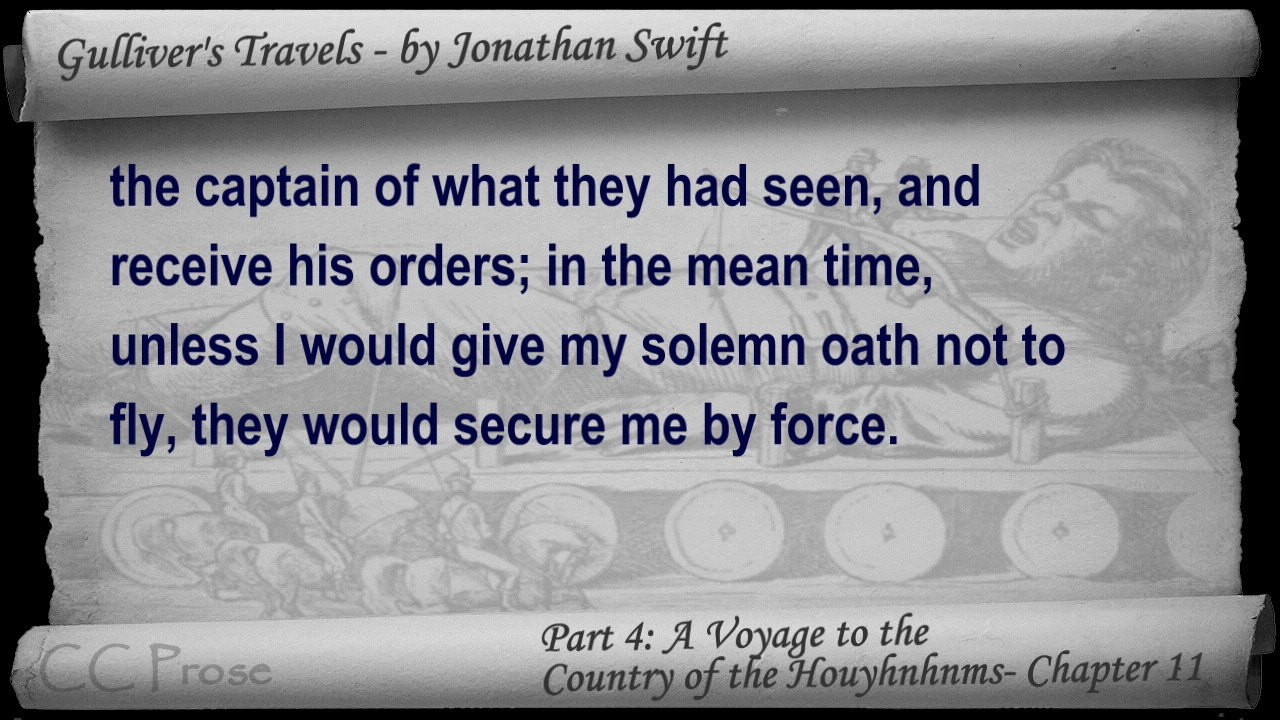 Gulliver's Travels - by Jonathan Swift
the captain of what they had seen, and
receive his orders; in the mean time,
unless I would give my solemn oath not to
fly, they would secure me by force.
CC Prose
Part 4: A Voyage to the
Country of the Houyhnhnms- Chapter 11